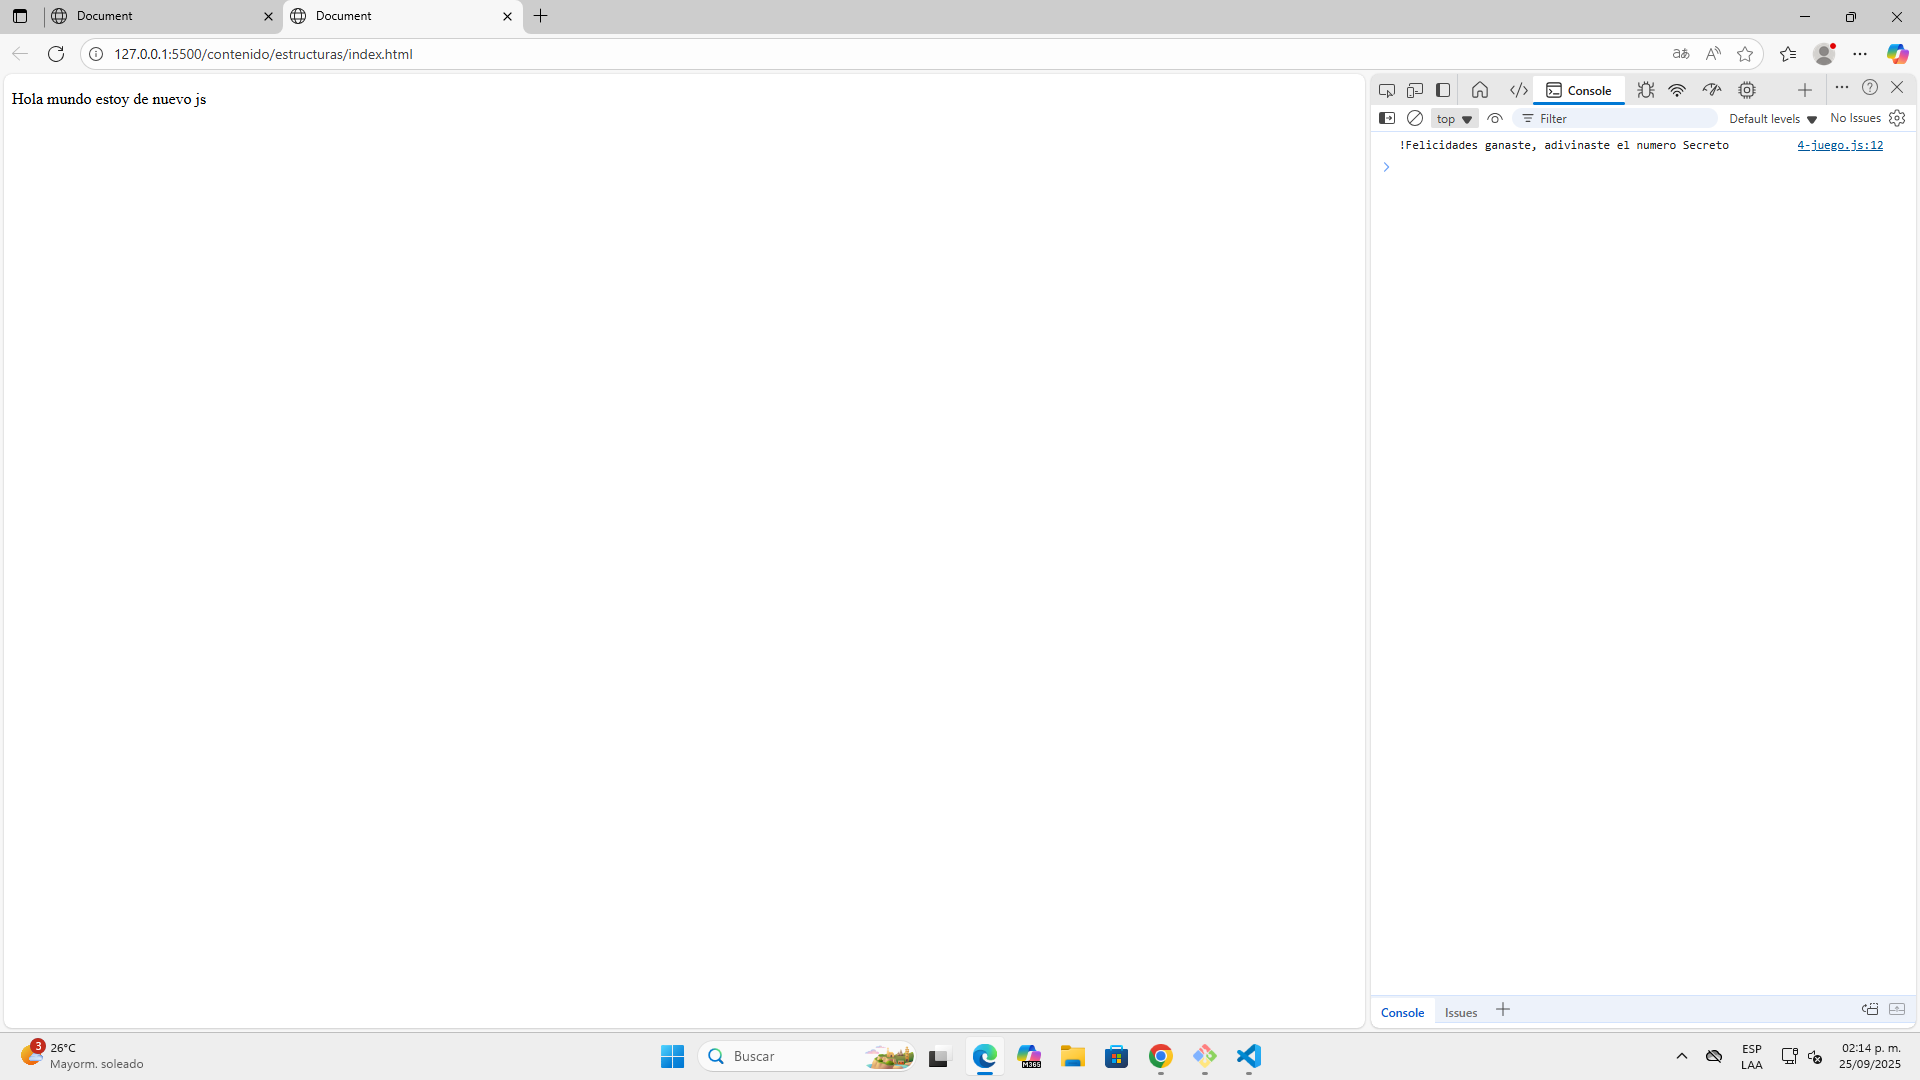 Document
Document
127.0.0.1:5500/contenido/estructuras/index.html
Hola mundo estoy de nuevo js
Console
top
Filter
Default levels
No Issues
!Felicidades ganaste, adivinaste el numero Secreto
4-juego.js:12
Console
Issues
3
26°C
Mayorm. soleado
Buscar
M365
ESP
LAA
02:14 p. m.
25/09/2025